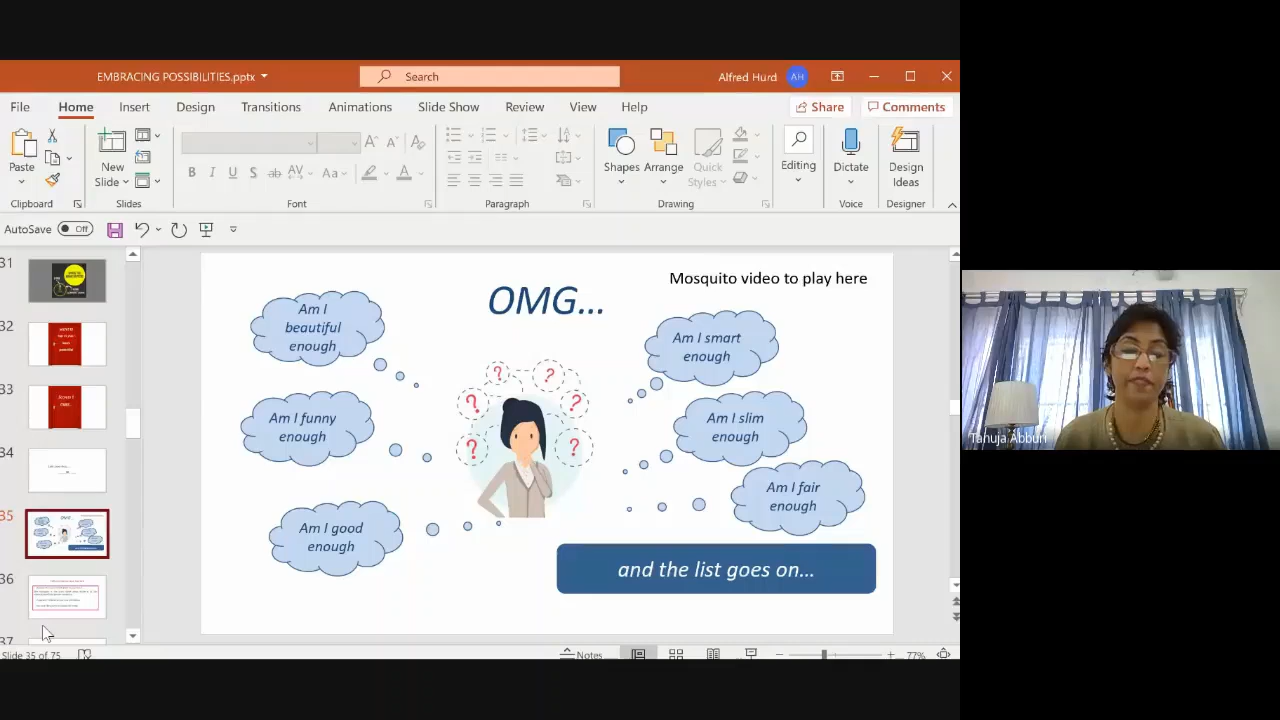 EMBRACING POSSIBILITIES.pptx
Search
Alfred Hurd
AH
File
Home
Insert
Design
Transitions
Animations
Slide Show
Review
View
Help
Share
Comments
Paste
New
Slide
Shapes
Arrange
Quick
Styles
Editing
Dictate
Design
Ideas
Clipboard
Slides
Font
Paragraph
Drawing
Voice
Designer
AutoSave
Off
31
32
33
34
35
36
37
Mosquito video to play here
OMG...
Am I
beautiful
enough
Am I smart
enough
Am I funny
enough
Am I slim
enough
Am I good
enough
Am I fair
enough
? ? ? ? ? ?
and the list goes on...
Tanuja Abburi
Slide 35 of 75
Notes
77%